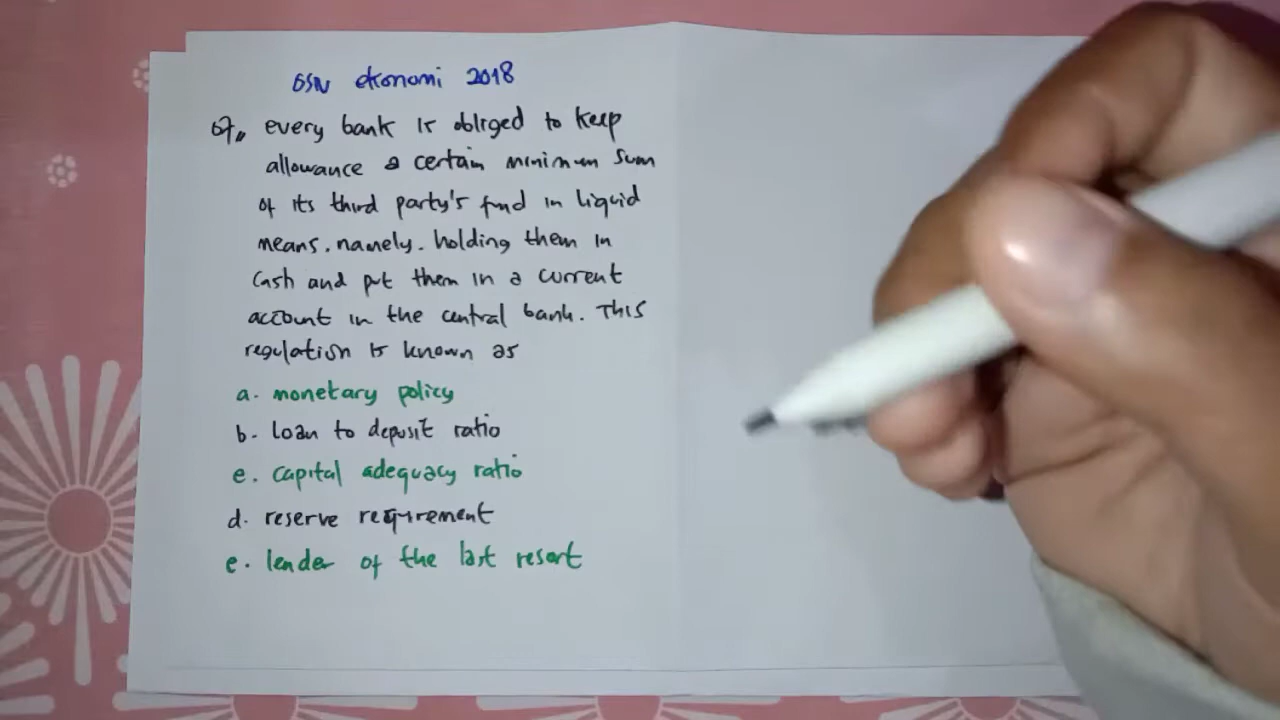 OSN ekonomi 2018
67,, every bank is obliged to keep
allowance a certain minimum sum
of its third party's fund in liquid
means. namely. holding them in
cash and put them in a current
account in the central bank. This
regulation is known as
a. monetary policy
b. Loan to deposit ratio
e. capital adequacy ratio
d. reserve requirement
e. lender of the last resort